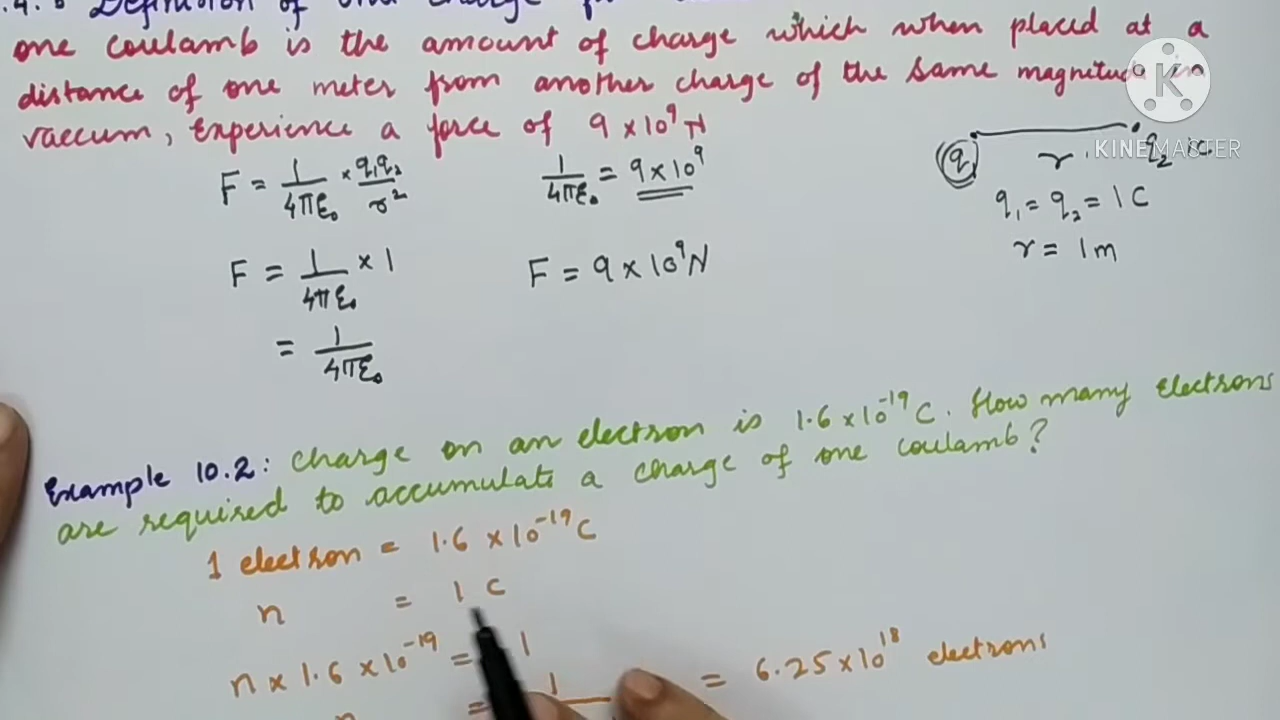 one coulamb is the amount of charge which when placed at a
distance of one meter from another charge of the same magnitude in
vaccum, Experience a force of 9 × 10⁹ N
F = 1/4πε₀ × q₁q₂/r²
1/4πε₀ = 9 × 10⁹
q₁ r q₂
KINEMASTER
q₁ = q₂ = 1 C
r = 1m
F = 1/4πε₀ × 1
F = 9 × 10⁹ N
= 1/4πε₀
Example 10.2: Charge on an electron is 1.6 × 10⁻¹⁹ C. How many electrons
are required to accumulate a charge of one coulamb?
1 electron = 1.6 × 10⁻¹⁹ C
n = 1 C
n × 1.6 × 10⁻¹⁹ = 1
n = 1 = 6.25 × 10¹⁸ electrons